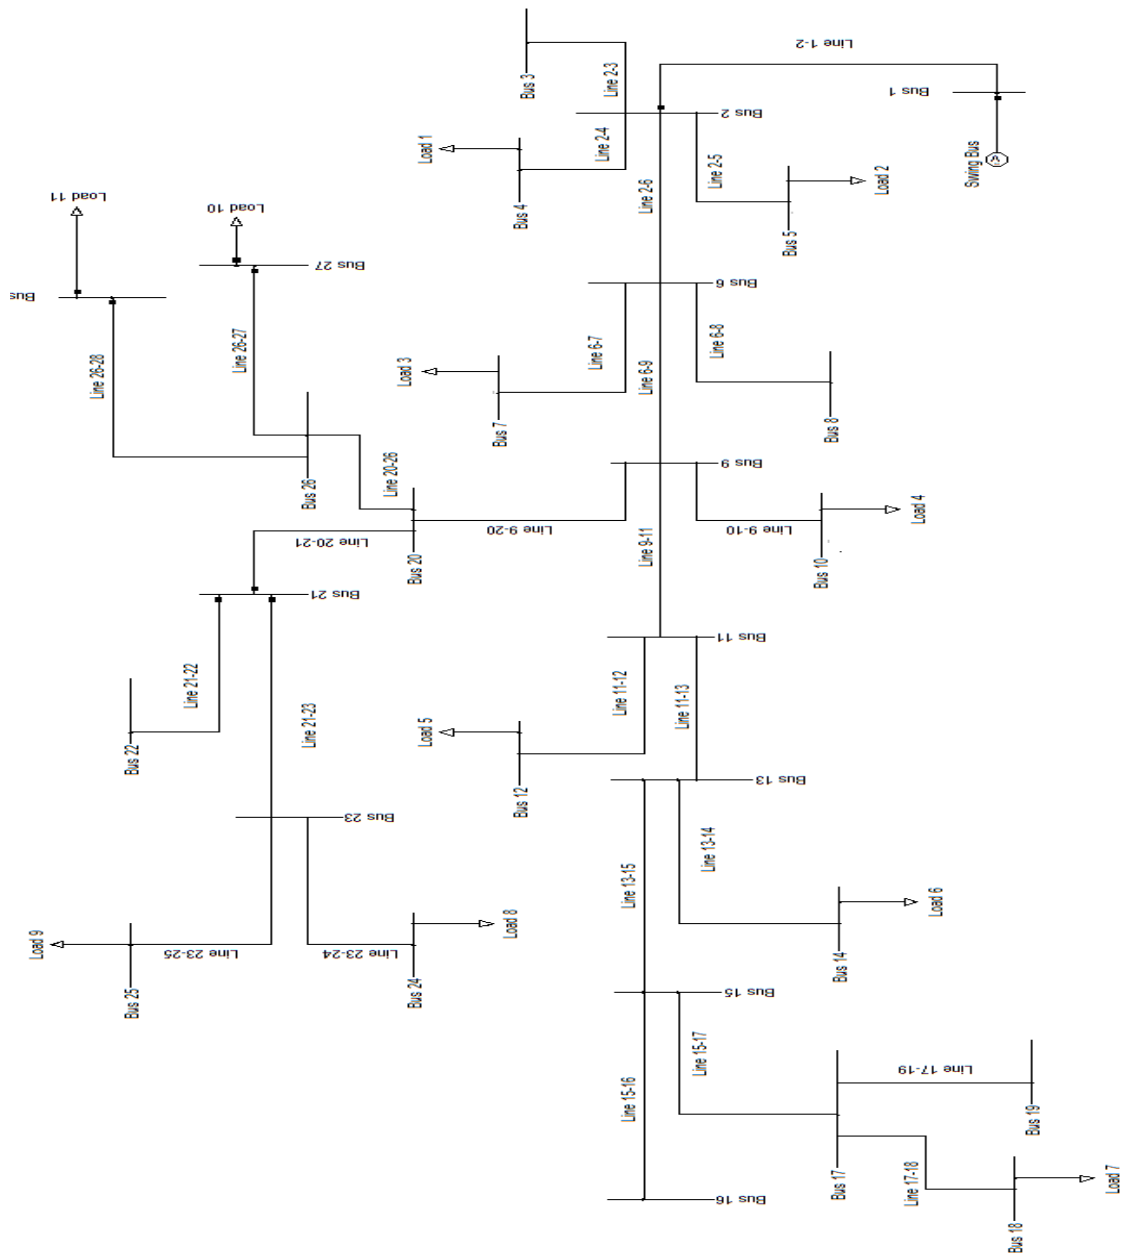 Line 1-2
Bus 3
Line 2-3
Bus 1
Bus 2
Load 1
Line 2-4
Swing Bus
Line 2-5
Load 2
Line 2-6
Bus 4
Load 11
Load 10
Bus 5
Bus 27
Bus 6
Bus
Line 26-27
Line 6-7
Line 6-8
Line 26-28
Load 3
Line 6-9
Bus 7
Bus 8
Bus 9
Line 20-26
Bus 26
Load 4
Line 9-20
Line 9-10
Line 20-21
Line 9-11
Bus 20
Bus 10
Bus 21
Bus 11
Line 21-22
Line 11-12
Line 11-13
Line 21-23
Load 5
Bus 22
Bus 13
Bus 12
Bus 23
Line 13-14
Line 13-15
Load 6
Load 8
Load 9
Line 23-25
Line 23-24
Bus 14
Bus 25
Bus 24
Bus 15
Line 15-17
Line 17-19
Line 15-16
Bus 19
Load 7
Bus 17
Line 17-18
Bus 16
Bus 18